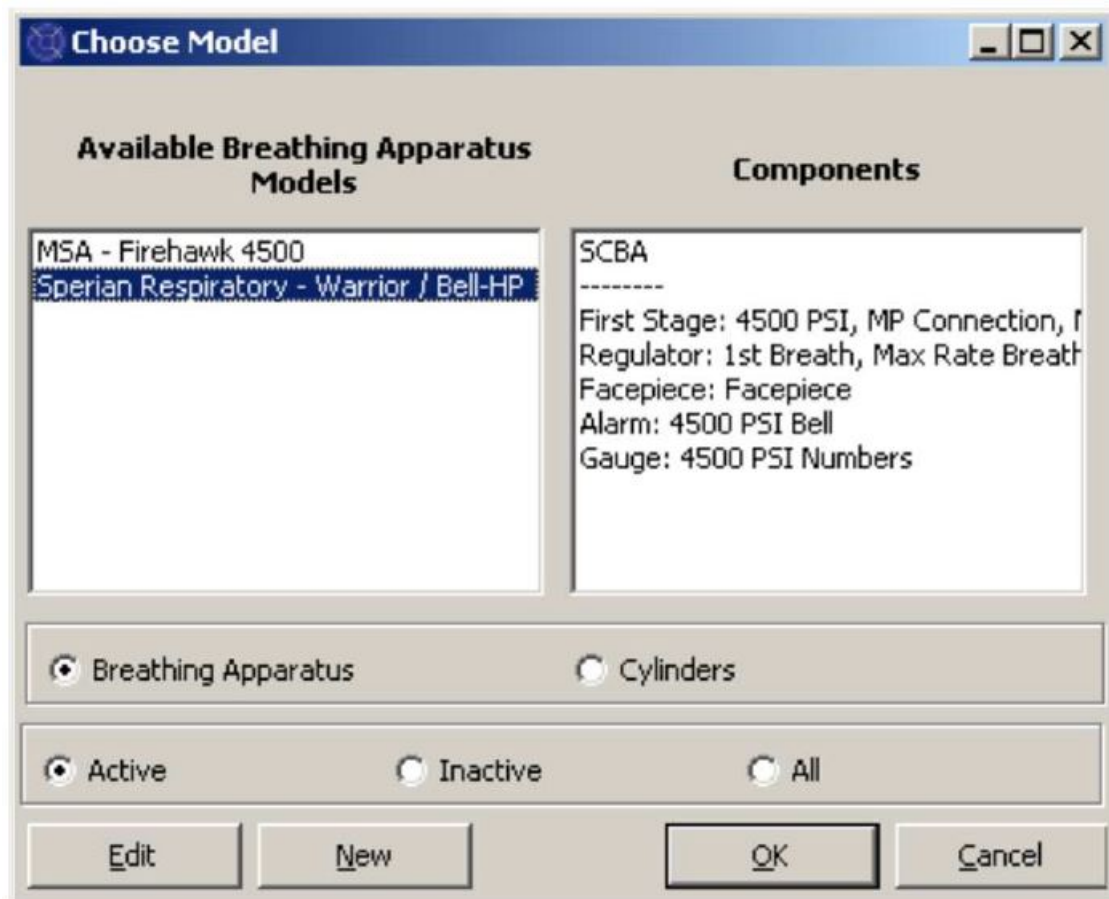 Choose Model
Available Breathing Apparatus
Models
MSA - Firehawk 4500
Sperian Respiratory - Warrior / Bell-HP
Components
SCBA
--------
First Stage: 4500 PSI, MP Connection,
Regulator: 1st Breath, Max Rate Breath
Facepiece: Facepiece
Alarm: 4500 PSI Bell
Gauge: 4500 PSI Numbers
Breathing Apparatus
Cylinders
Active
Inactive
All
Edit
New
OK
Cancel